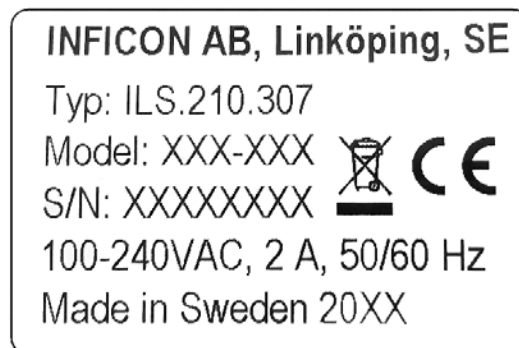 INFICON AB, Linköping, SE
Typ: ILS.210.307
Model: XXX-XXX
S/N: XXXXXXXX
CE
100-240VAC, 2 A, 50/60 Hz
Made in Sweden 20XX